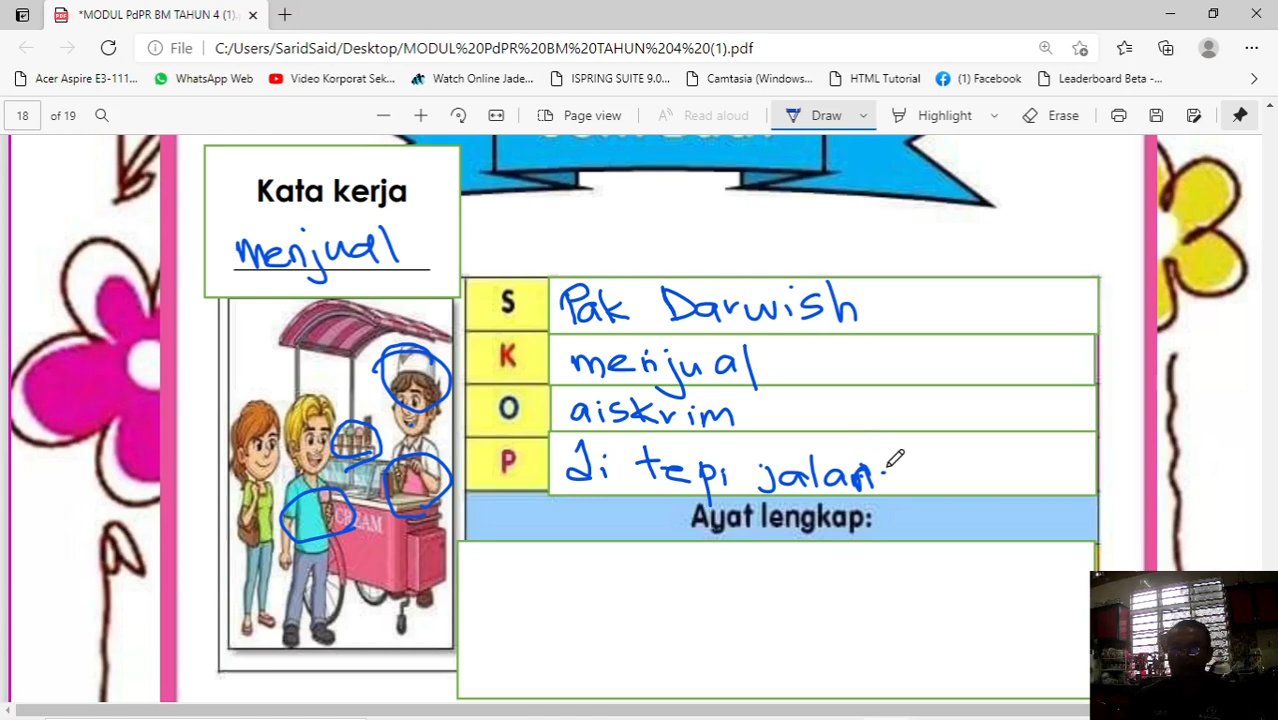 *MODUL PdPR BM TAHUN 4 (1).
File C:/Users/SaridSaid/Desktop/MODUL%20PdPR%20BM%20TAHUN%204%20(1).pdf
Acer Aspire E3-111... WhatsApp Web Video Korporat Sek... Watch Online Jade... ISPRING SUITE 9.0... Camtasia (Windows... HTML Tutorial (1) Facebook Leaderboard Beta -...
18 of 19 Page view Read aloud Draw Highlight Erase
Kata kerja
menjual
S Pak Darwish
K menjual
O aiskrim
P di tepi jalan.
CREAM
Ayat lengkap: